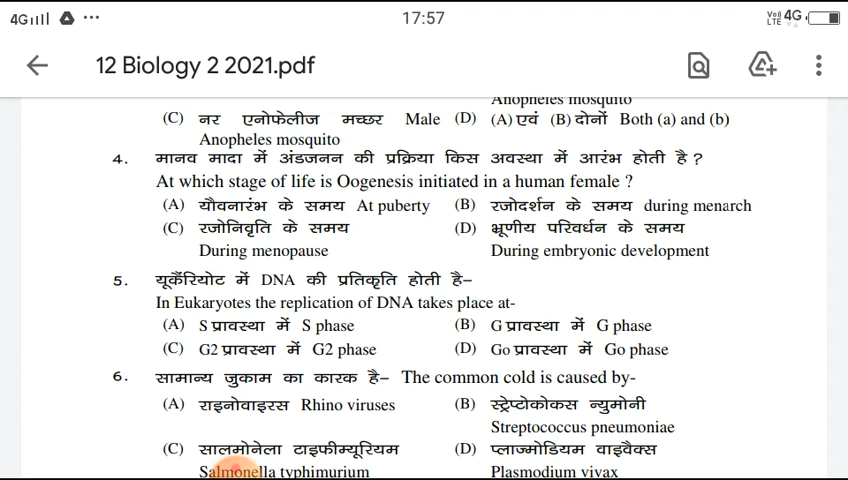 4G 17:57 4G
Vo)) LTE
12 Biology 2 2021.pdf
Anopheles mosquito
(C) नर एनोफेलीज मच्छर Male (D) (A) एवं (B) दोनों Both (a) and (b)
Anopheles mosquito
4. मानव मादा में अंडजनन की प्रक्रिया किस अवस्था में आरंभ होती है ?
At which stage of life is Oogenesis initiated in a human female ?
(A) यौवनारंभ के समय At puberty (B) रजोदर्शन के समय during menarch
(C) रजोनिवृति के समय (D) भ्रूणीय परिवर्धन के समय
During menopause During embryonic development
5. यूकैरियोट में DNA की प्रतिकृति होती है–
In Eukaryotes the replication of DNA takes place at-
(A) S प्रावस्था में S phase (B) G प्रावस्था में G phase
(C) G2 प्रावस्था में G2 phase (D) Go प्रावस्था में Go phase
6. सामान्य जुकाम का कारक है– The common cold is caused by-
(A) राइनोवाइरस Rhino viruses (B) स्ट्रेप्टोकोकस न्युमोनी
Streptococcus pneumoniae
(C) सालमोनेला टाइफीम्यूरियम (D) प्लाज्मोडियम वाइवैक्स
Salmonella typhimurium Plasmodium vivax